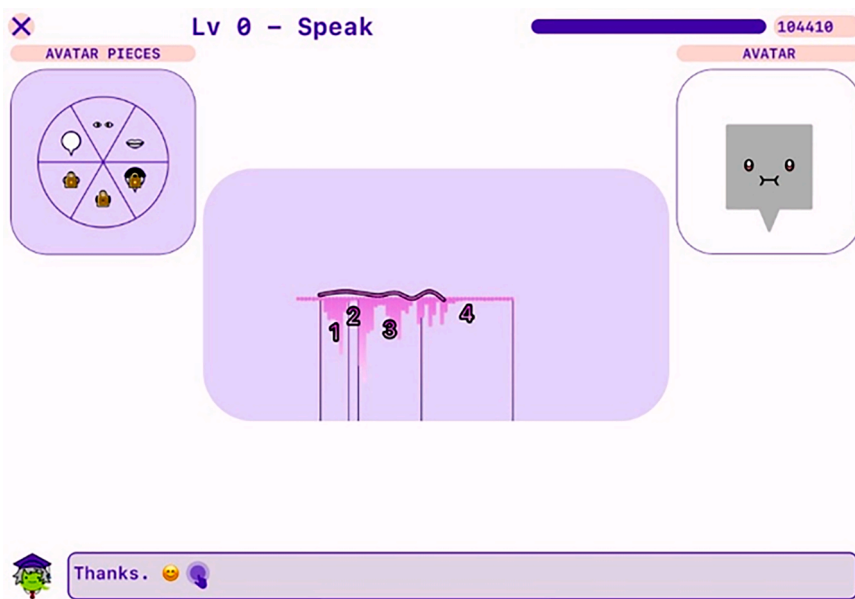 Lv 0 – Speak
104410
AVATAR PIECES
AVATAR
1
2
3
4
Thanks. 😊